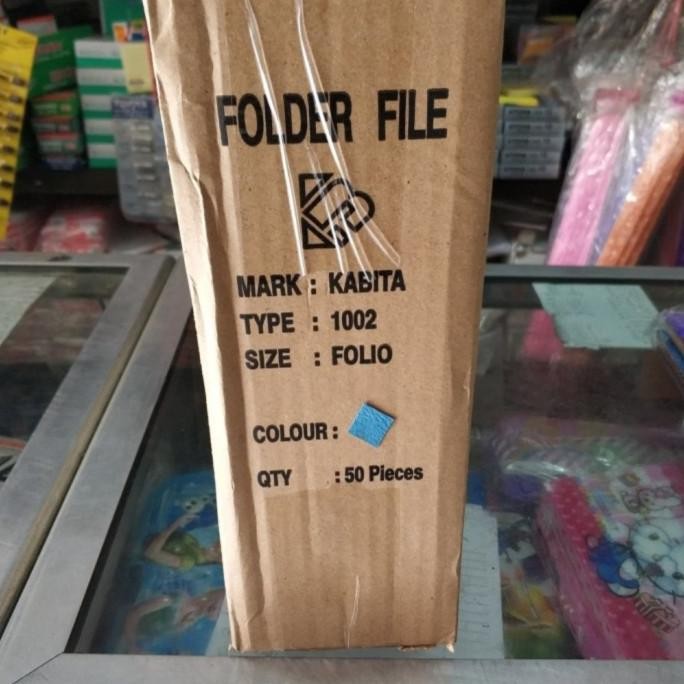 FOLDER FILE
MARK : KABITA
TYPE : 1002
SIZE : FOLIO
COLOUR :
QTY : 50 Pieces